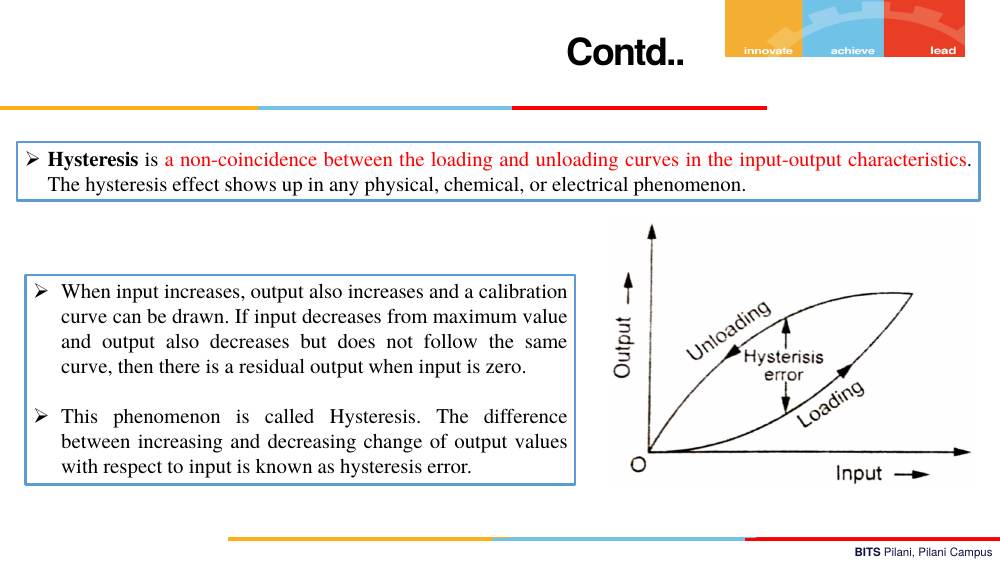 Contd..
innovate achieve lead
➢ Hysteresis is a non-coincidence between the loading and unloading curves in the input-output characteristics.
The hysteresis effect shows up in any physical, chemical, or electrical phenomenon.
➢ When input increases, output also increases and a calibration
curve can be drawn. If input decreases from maximum value
and output also decreases but does not follow the same
curve, then there is a residual output when input is zero.
➢ This phenomenon is called Hysteresis. The difference
between increasing and decreasing change of output values
with respect to input is known as hysteresis error.
Output
Unloading
Hysterisis
error
Loading
O
Input
BITS Pilani, Pilani Campus